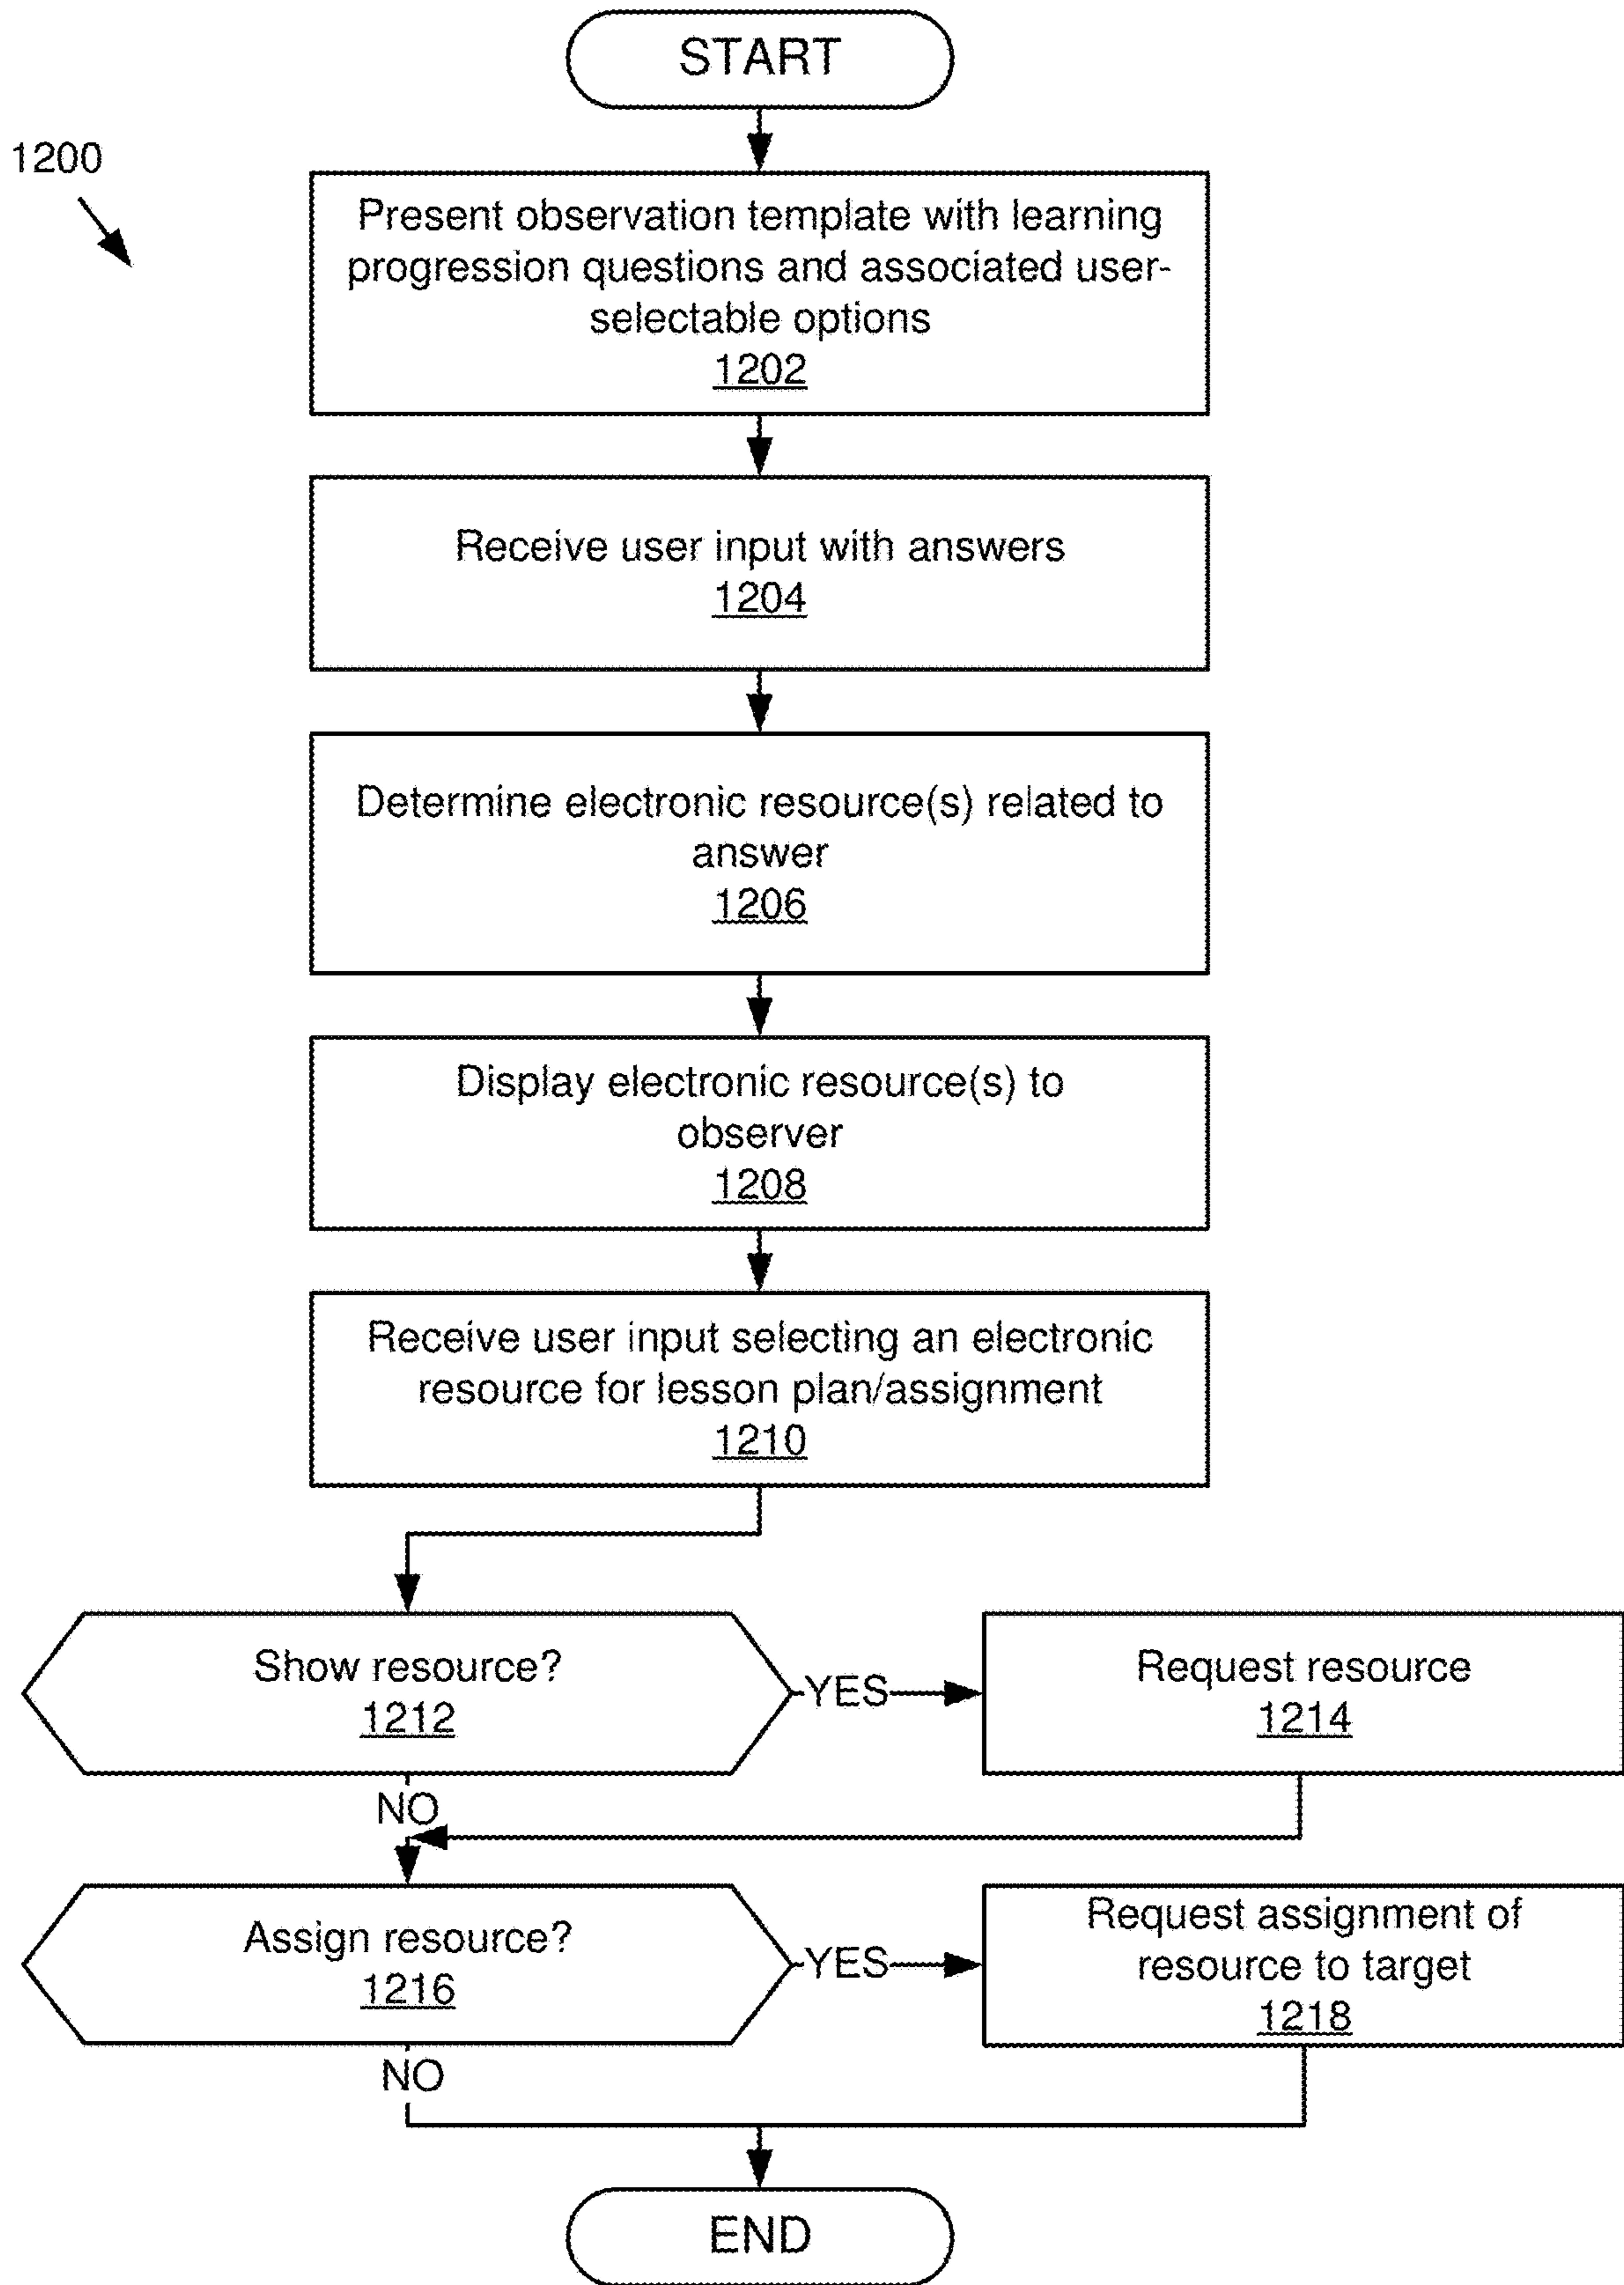 START
1200
Present observation template with learning
progression questions and associated user-
selectable options
1202
Receive user input with answers
1204
Determine electronic resource(s) related to
answer
1206
Display electronic resource(s) to
observer
1208
Receive user input selecting an electronic
resource for lesson plan/assignment
1210
Show resource?
1212
YES
Request resource
1214
NO
Assign resource?
1216
YES
Request assignment of
resource to target
1218
NO
END